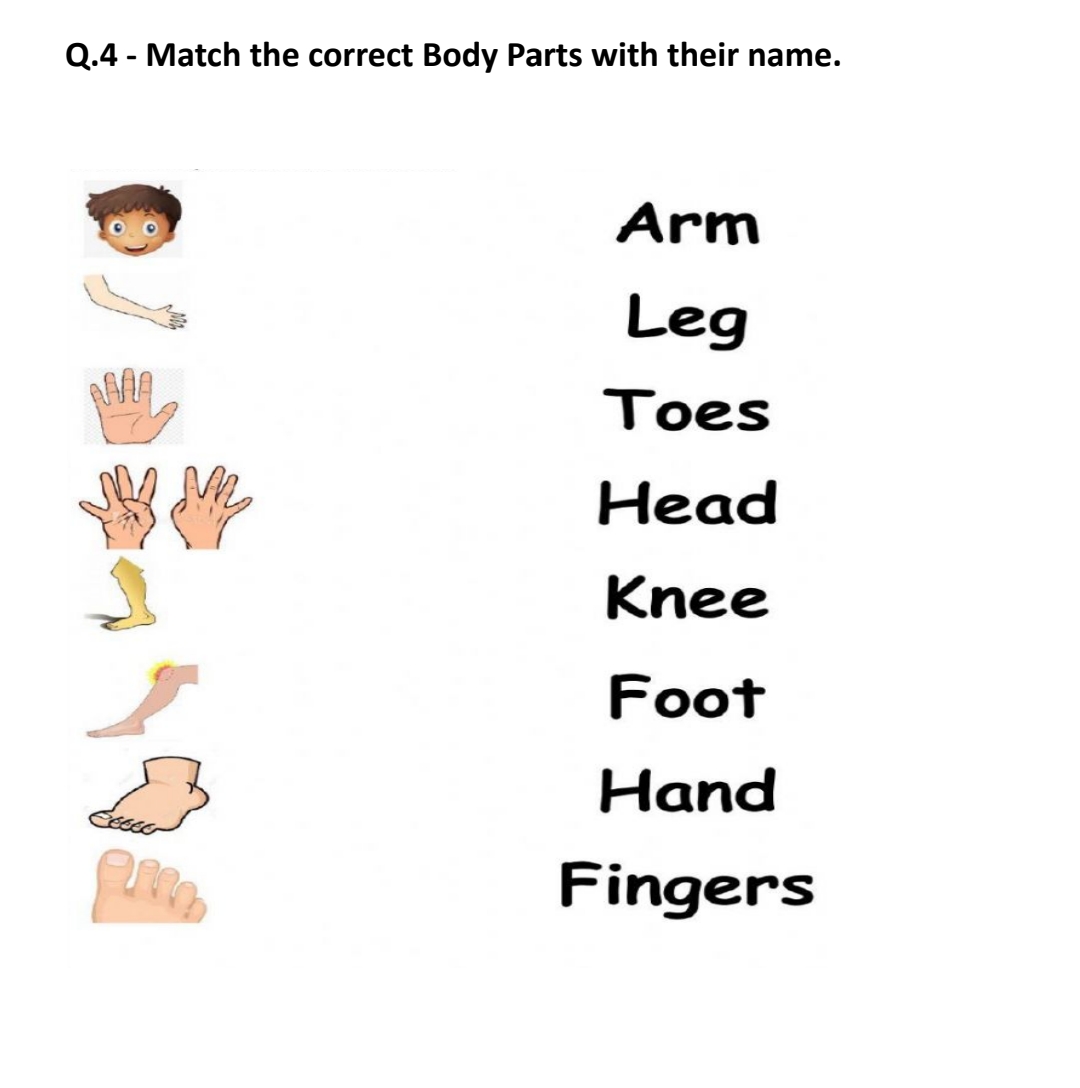 Q.4 - Match the correct Body Parts with their name.
Arm
Leg
Toes
Head
Knee
Foot
Hand
Fingers